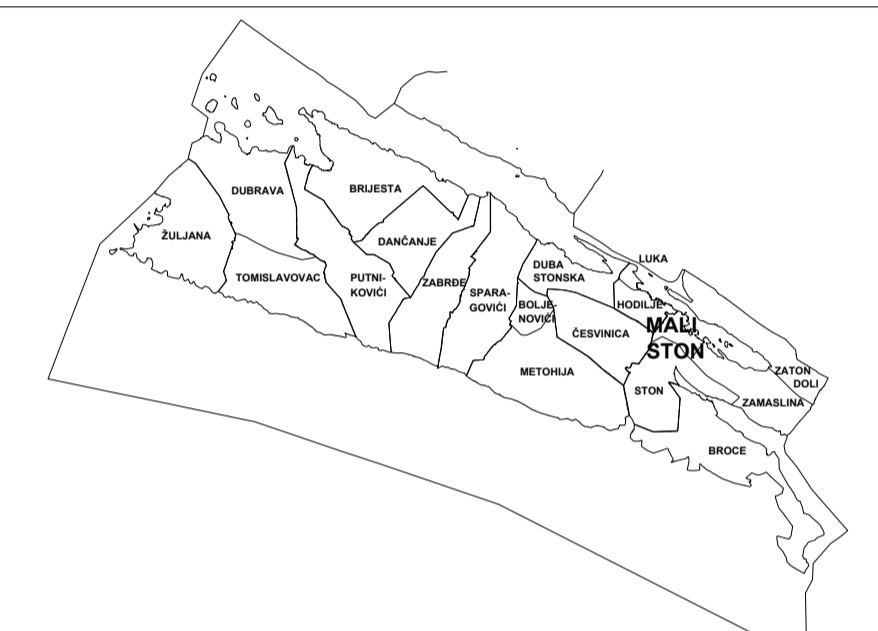 DUBRAVA
BRIJESTA
ŽULJANA
DANČANJE
TOMISLAVOVAC
PUTNI-
KOVIĆI
ZABRĐE
SPARA-
GOVIĆI
DUBA
STONSKA
LUKA
BOLJE-
NOVIĆI
HODILJE
ČESVINICA
MALI
STON
METOHIJA
STON
ZATON
DOLI
ZAMASLINA
BROCE